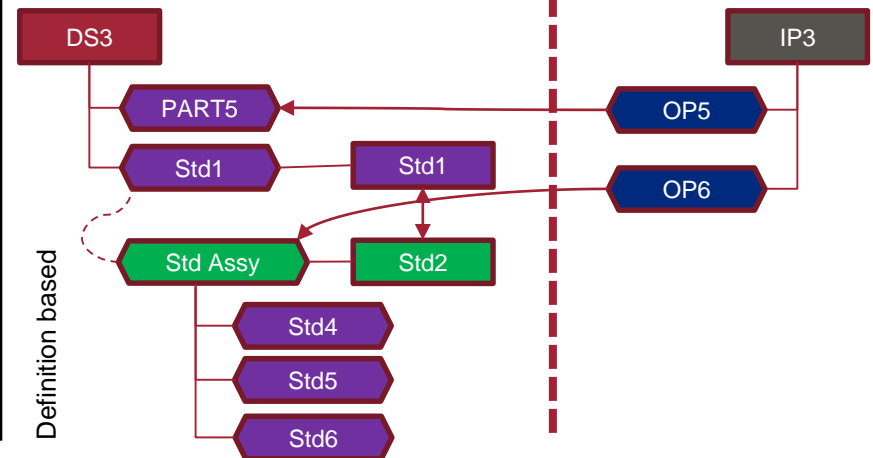 DS3
IP3
PART5
OP5
Std1
Std1
OP6
Std Assy
Std2
Std4
Std5
Std6
Definition based